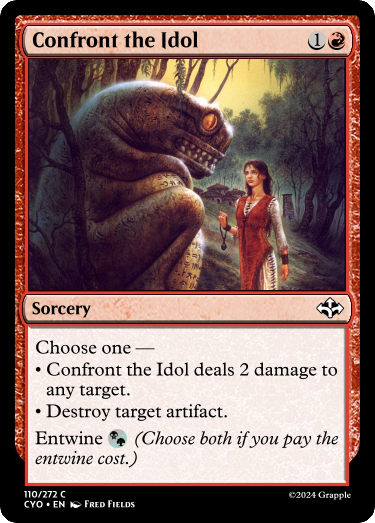 Confront the Idol 1
Sorcery
Choose one —
• Confront the Idol deals 2 damage to
any target.
• Destroy target artifact.
Entwine (Choose both if you pay the
entwine cost.)
110/272 C
CYO • EN Fred Fields
©2024 Grapple